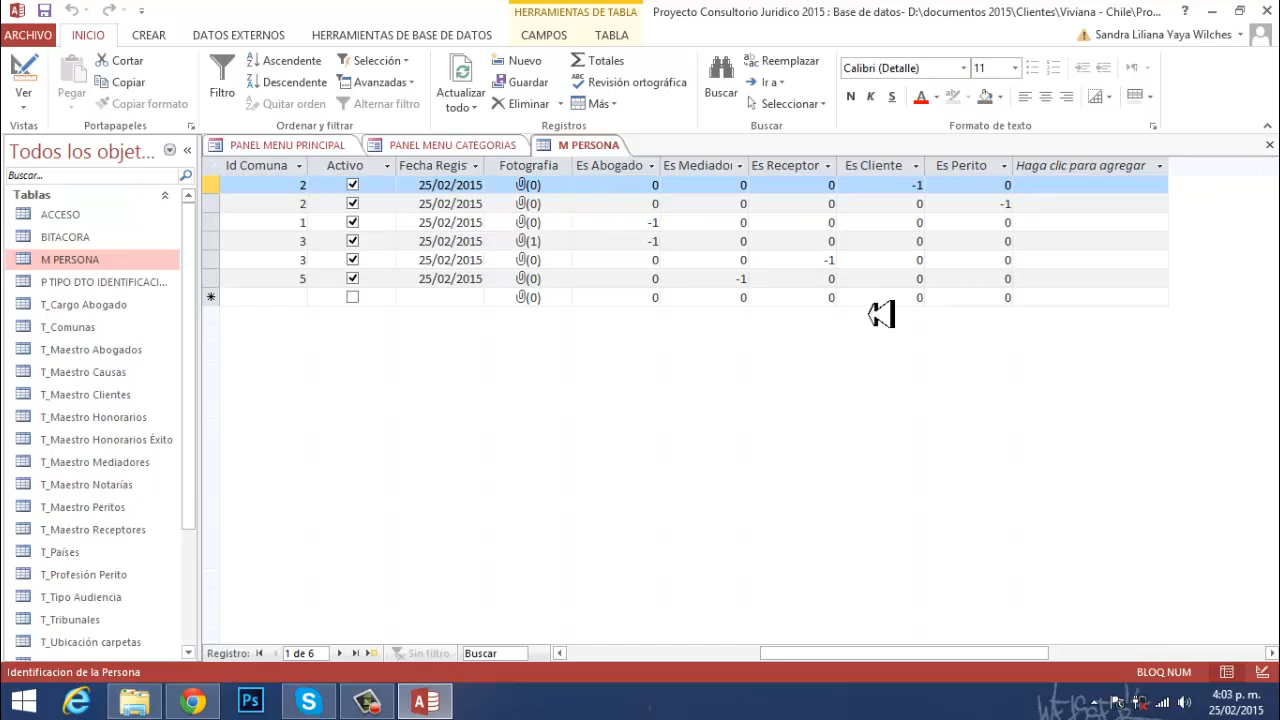 HERRAMIENTAS DE TABLA
Proyecto Consultorio Juridico 2015 : Base de datos- D:\documentos 2015\Clientes\Viviana - Chile\Pro...
ARCHIVO INICIO CREAR DATOS EXTERNOS HERRAMIENTAS DE BASE DE DATOS CAMPOS TABLA
Sandra Liliana Yaya Wilches
Ver
Pegar
Cortar
Copiar
Copiar formato
Filtro
Ascendente
Descendente
Quitar orden
Selección
Avanzadas
Alternar filtro
Actualizar todo
Nuevo
Guardar
Eliminar
Totales
Revisión ortográfica
Más
Buscar
Reemplazar
Ir a
Seleccionar
Calibri (Detalle) 11
N K S A
Vistas Portapapeles Ordenar y filtrar Registros Buscar Formato de texto
Todos los objet...
Buscar...
Tablas
ACCESO
BITACORA
M PERSONA
P TIPO DTO IDENTIFICACI...
T_Cargo Abogado
T_Comunas
T_Maestro Abogados
T_Maestro Causas
T_Maestro Clientes
T_Maestro Honorarios
T_Maestro Honorarios Éxito
T_Maestro Mediadores
T_Maestro Notarías
T_Maestro Peritos
T_Maestro Receptores
T_Países
T_Profesión Perito
T_Tipo Audiencia
T_Tribunales
T_Ubicación carpetas
PANEL MENU PRINCIPAL PANEL MENU CATEGORIAS M PERSONA
Id Comuna Activo Fecha Regis Fotografia Es Abogado Es Mediador Es Receptor Es Cliente Es Perito Haga clic para agregar
2 25/02/2015 (0) 0 0 0 -1 0
2 25/02/2015 (0) 0 0 0 0 -1
1 25/02/2015 (0) -1 0 0 0 0
3 25/02/2015 (1) -1 0 0 0 0
3 25/02/2015 (0) 0 0 -1 0 0
5 25/02/2015 (0) 0 -1 0 0 0
* (0) 0 0 0 0 0
Registro: 1 de 6 Sin filtro Buscar
Identificacion de la Persona
BLOQ NUM
Ps
4:03 p. m.
25/02/2015